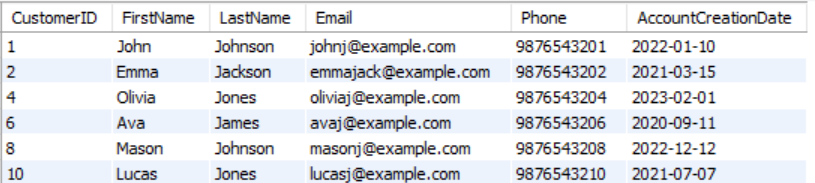 CustomerID FirstName LastName Email Phone AccountCreationDate
1 John Johnson johnj@example.com 9876543201 2022-01-10
2 Emma Jackson emmajack@example.com 9876543202 2021-03-15
4 Olivia Jones oliviaj@example.com 9876543204 2023-02-01
6 Ava James avaj@example.com 9876543206 2020-09-11
8 Mason Johnson masonj@example.com 9876543208 2022-12-12
10 Lucas Jones lucasj@example.com 9876543210 2021-07-07